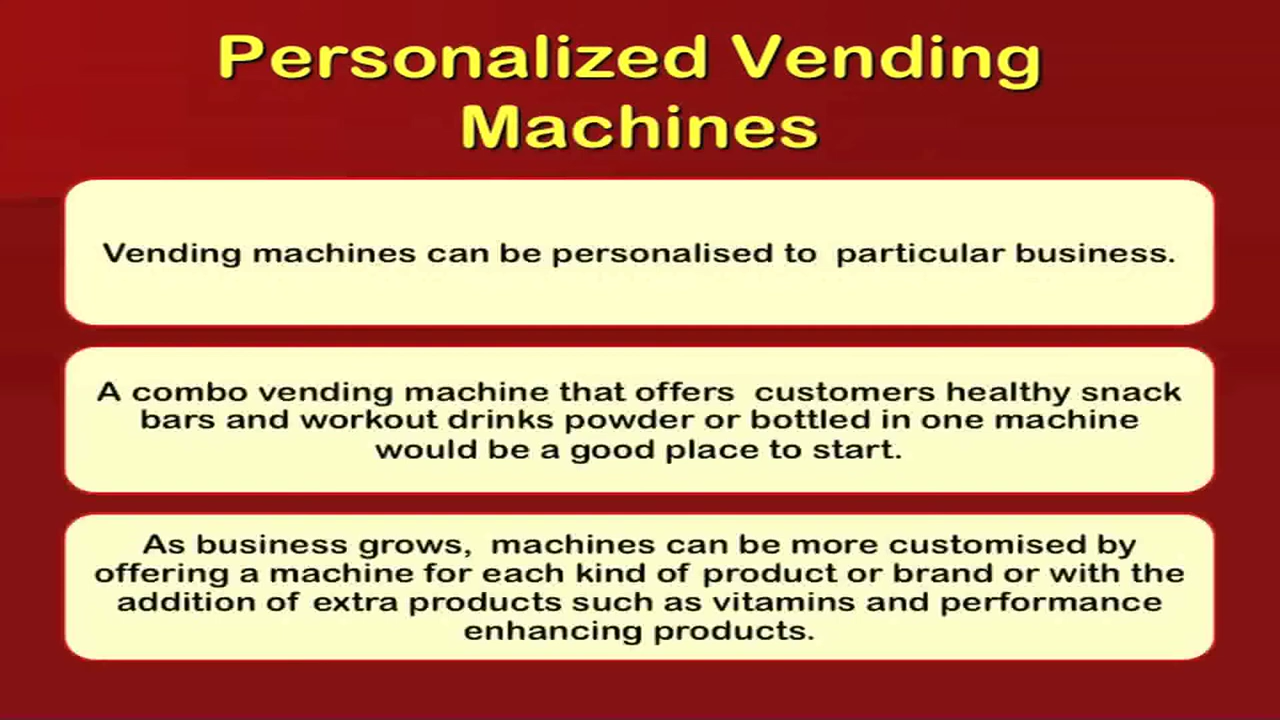 Personalized Vending
Machines
Vending machines can be personalised to particular business.
A combo vending machine that offers customers healthy snack
bars and workout drinks powder or bottled in one machine
would be a good place to start.
As business grows, machines can be more customised by
offering a machine for each kind of product or brand or with the
addition of extra products such as vitamins and performance
enhancing products.